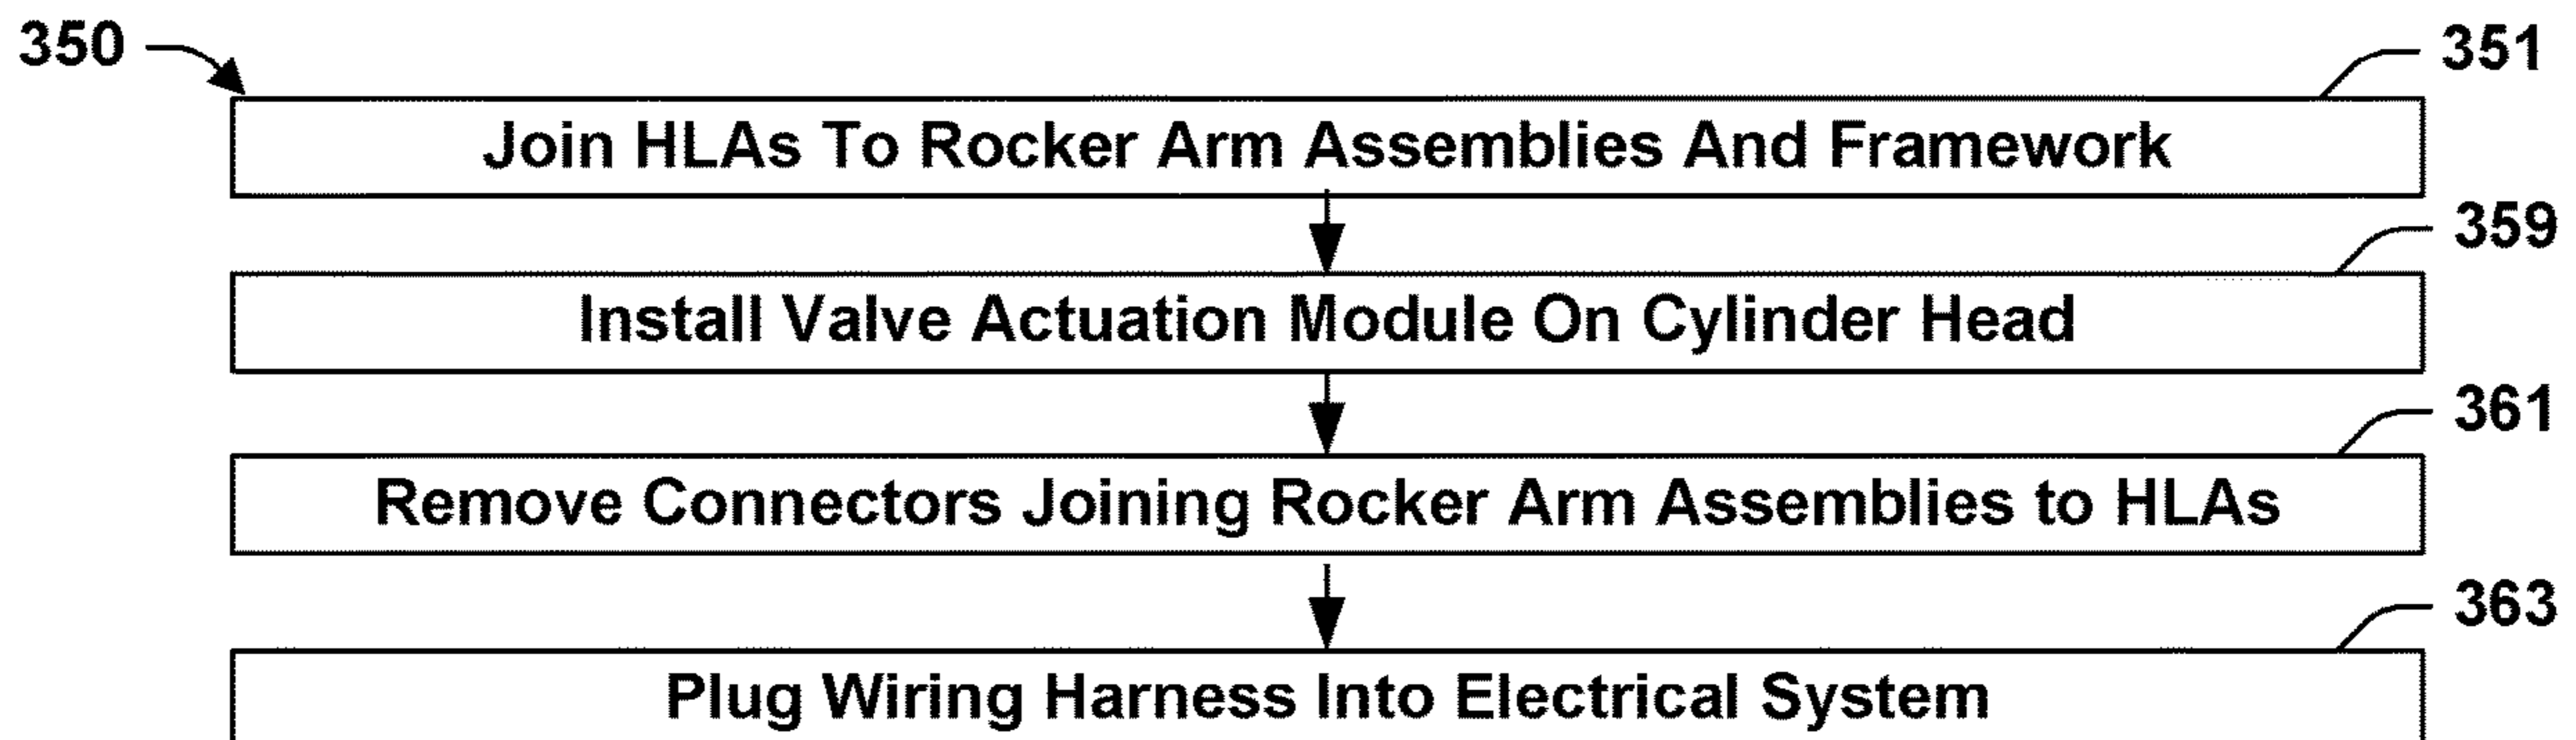 350
351
Join HLAs To Rocker Arm Assemblies And Framework
359
Install Valve Actuation Module On Cylinder Head
361
Remove Connectors Joining Rocker Arm Assemblies to HLAs
363
Plug Wiring Harness Into Electrical System